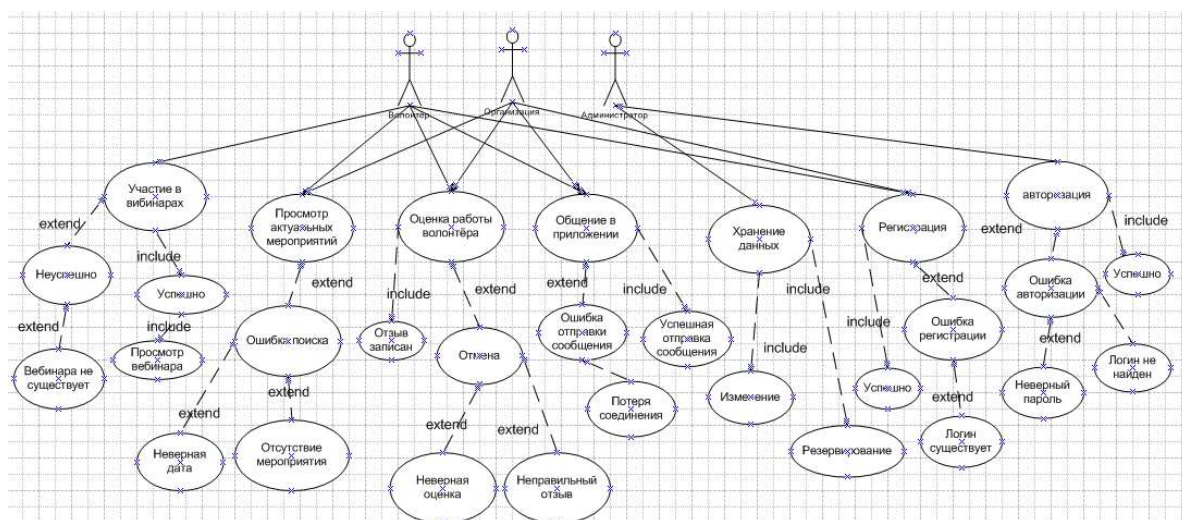 Волонтёр
Организация
Администратор
Участие в
вибинарах
Просмотр
актуальных
мероприятий
Оценка работы
волонтёра
Общение в
приложении
Хранение
данных
Регистрация
авторизация
extend
include
extend
include
Неуспешно
Успешно
extend
include
extend
include
extend
include
include
extend
Ошибка
авторизации
Успешно
extend
include
Просмотр
вебинара
Вебинара не
существует
Ошибка поиска
Отзыв
записан
Отмена
Ошибка
отправки
сообщения
Успешная
отправка
сообщения
include
include
Ошибка
регистрации
extend
Логин не
найден
extend
extend
Потеря
соединения
Изменение
Успешно
extend
Неверный
пароль
extend
extend
Неверная
дата
Отсутствие
мероприятия
Резервирование
Логин
существует
Неверная
оценка
Неправильный
отзыв